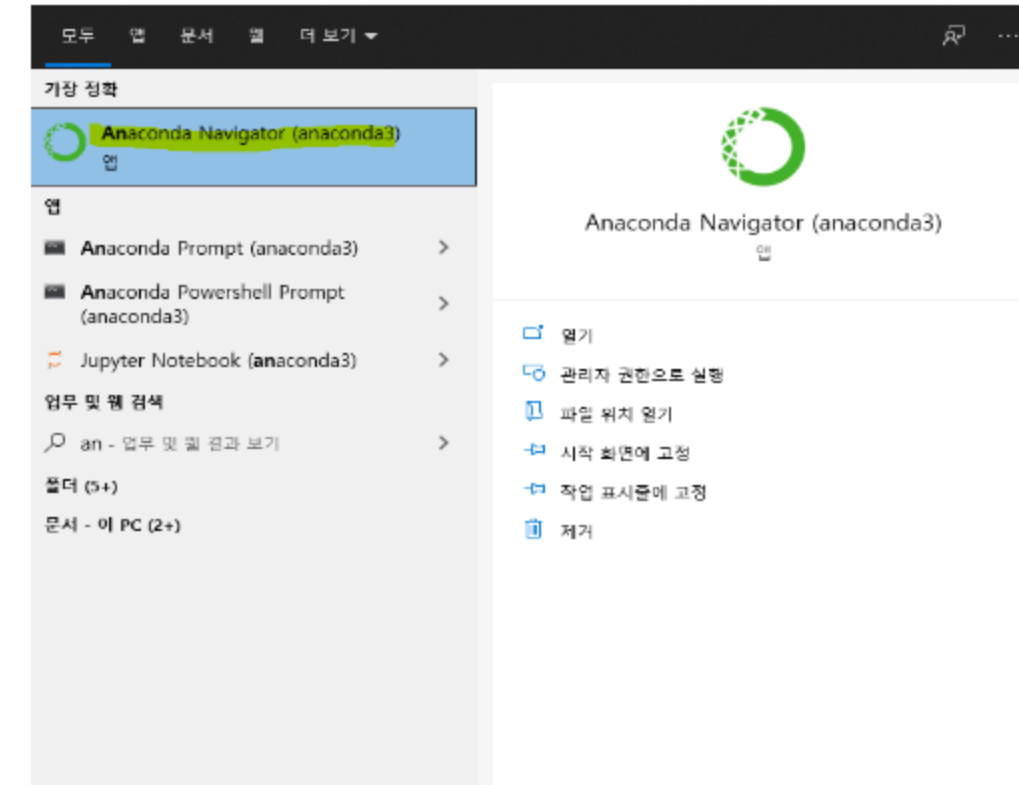 모두 앱 문서 웹 더 보기
가장 정확
Anaconda Navigator (anaconda3)
앱
앱
Anaconda Prompt (anaconda3)
Anaconda Powershell Prompt
(anaconda3)
Jupyter Notebook (anaconda3)
업무 및 웹 검색
an - 업무 및 웹 결과 보기
폴더 (5+)
문서 - 이 PC (2+)
Anaconda Navigator (anaconda3)
앱
열기
관리자 권한으로 실행
파일 위치 열기
시작 화면에 고정
작업 표시줄에 고정
제거